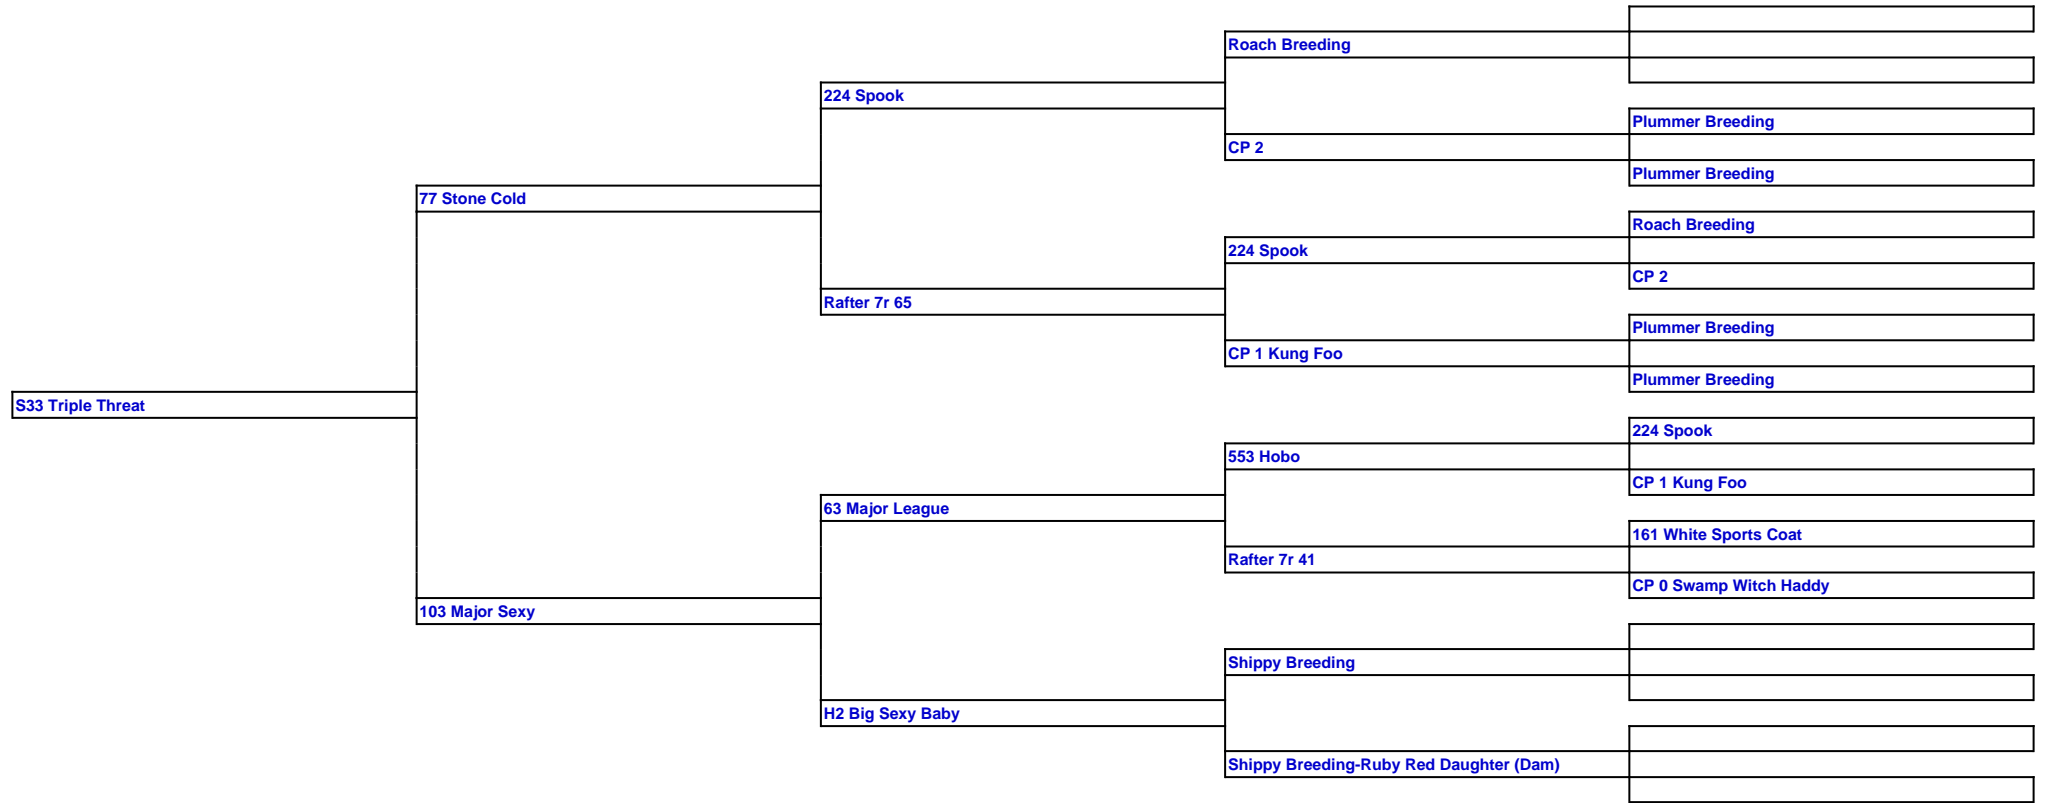 Roach Breeding
224 Spook
Plummer Breeding
CP 2
Plummer Breeding
77 Stone Cold
Roach Breeding
224 Spook
CP 2
Rafter 7r 65
Plummer Breeding
CP 1 Kung Foo
Plummer Breeding
S33 Triple Threat
224 Spook
553 Hobo
CP 1 Kung Foo
63 Major League
161 White Sports Coat
Rafter 7r 41
CP 0 Swamp Witch Haddy
103 Major Sexy
Shippy Breeding
H2 Big Sexy Baby
Shippy Breeding-Ruby Red Daughter (Dam)